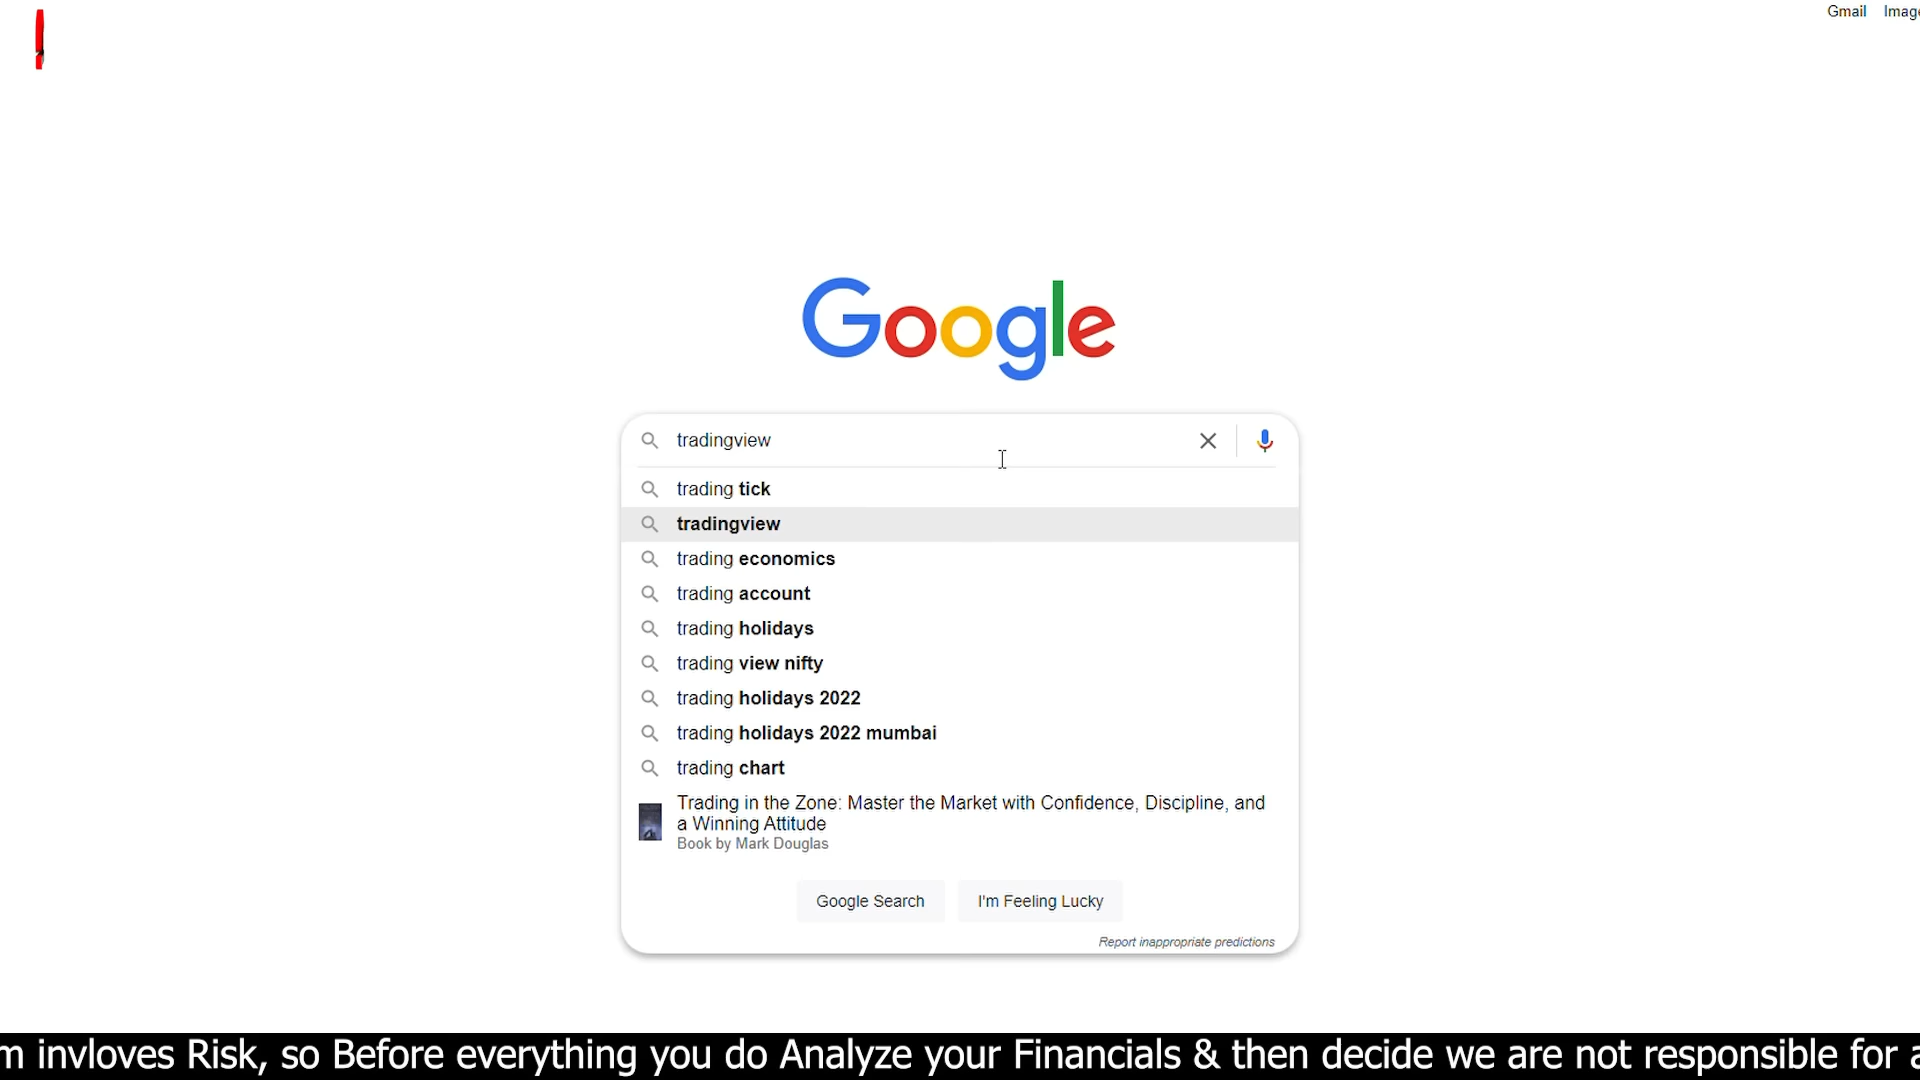 Gmail Image
Google
tradingview
trading tick
tradingview
trading economics
trading account
trading holidays
trading view nifty
trading holidays 2022
trading holidays 2022 mumbai
trading chart
Trading in the Zone: Master the Market with Confidence, Discipline, and
a Winning Attitude
Book by Mark Douglas
Google Search I'm Feeling Lucky
Report inappropriate predictions
m invloves Risk, so Before everything you do Analyze your Financials & then decide we are not responsible for a